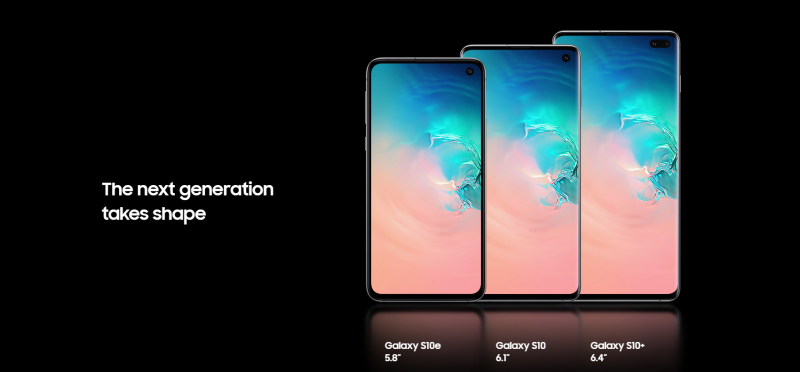 The next generation
takes shape
Galaxy S10e
5.8”
Galaxy S10
6.1”
Galaxy S10+
6.4”